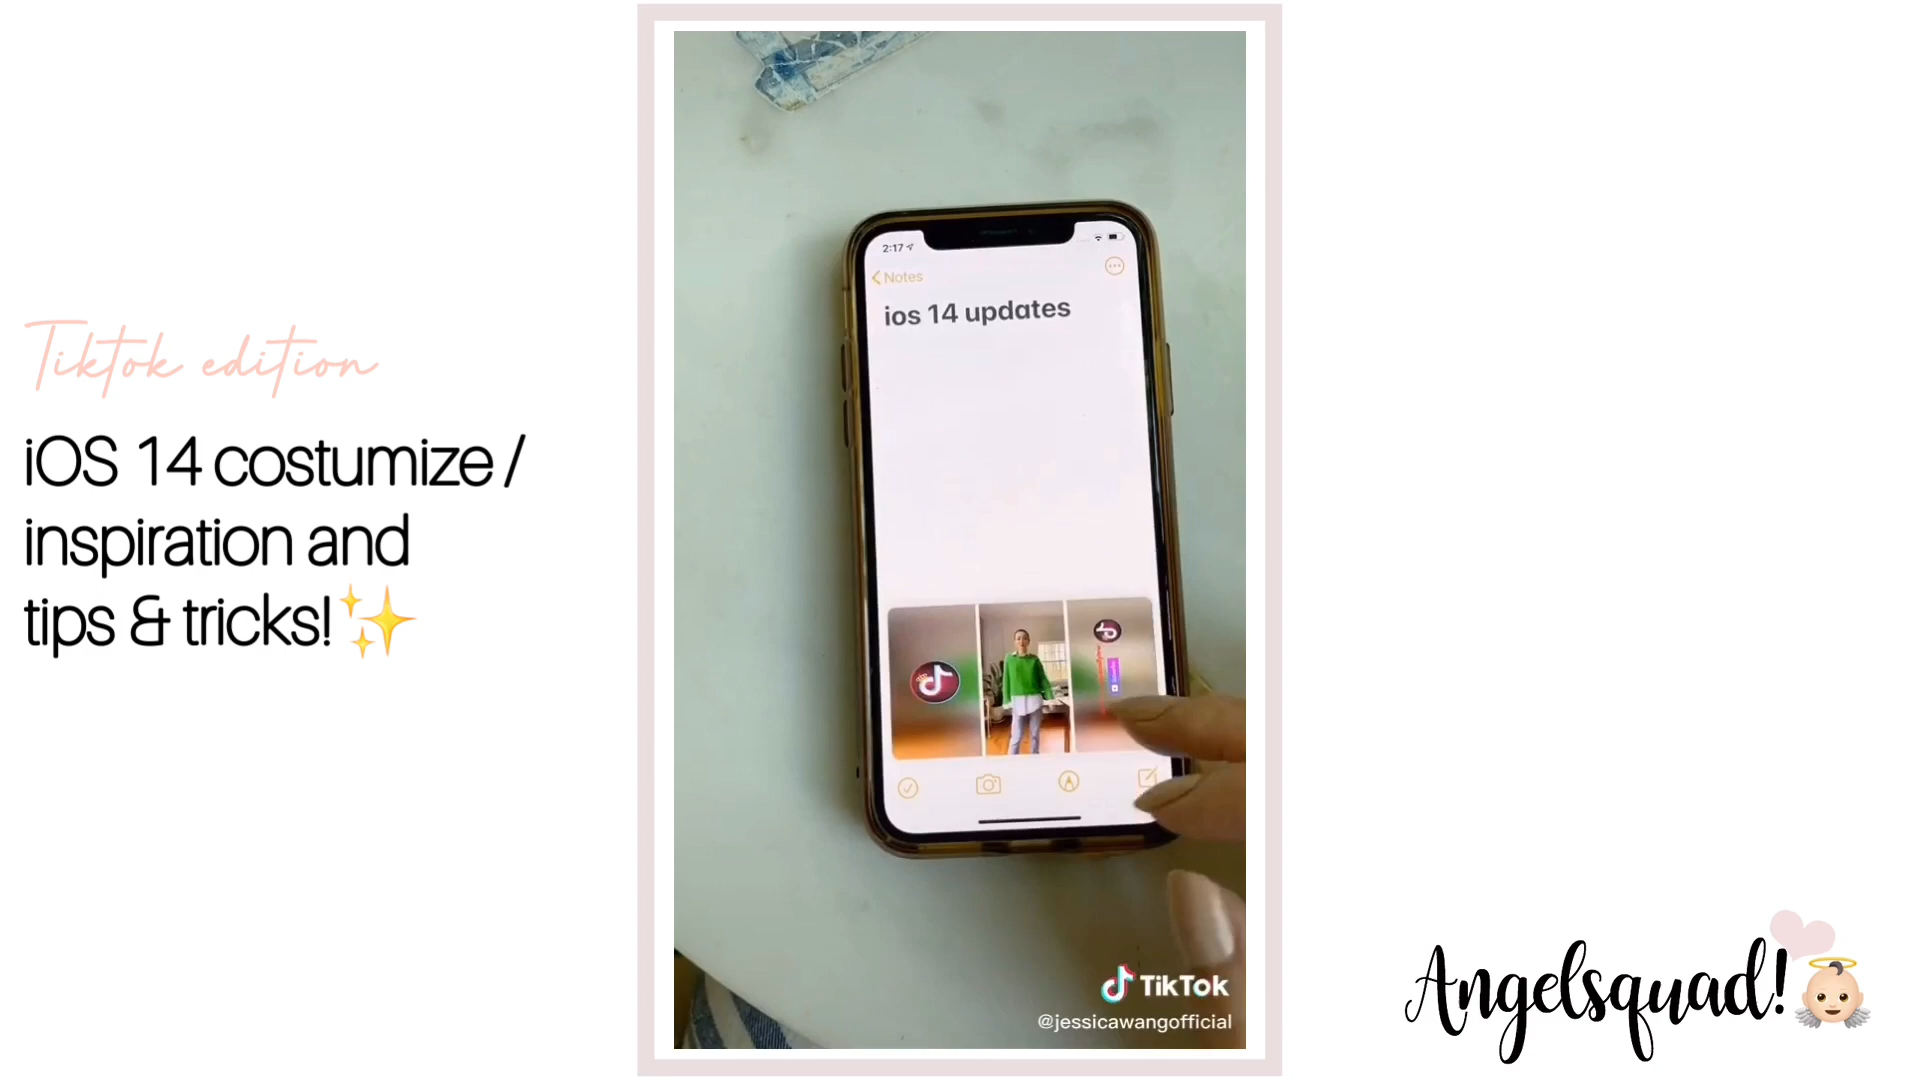 Tiktok edition
iOS 14 costumize /
inspiration and
tips & tricks!✨
2:17
Notes
ios 14 updates
TikTok
@jessicawangofficial
Angelsquad!